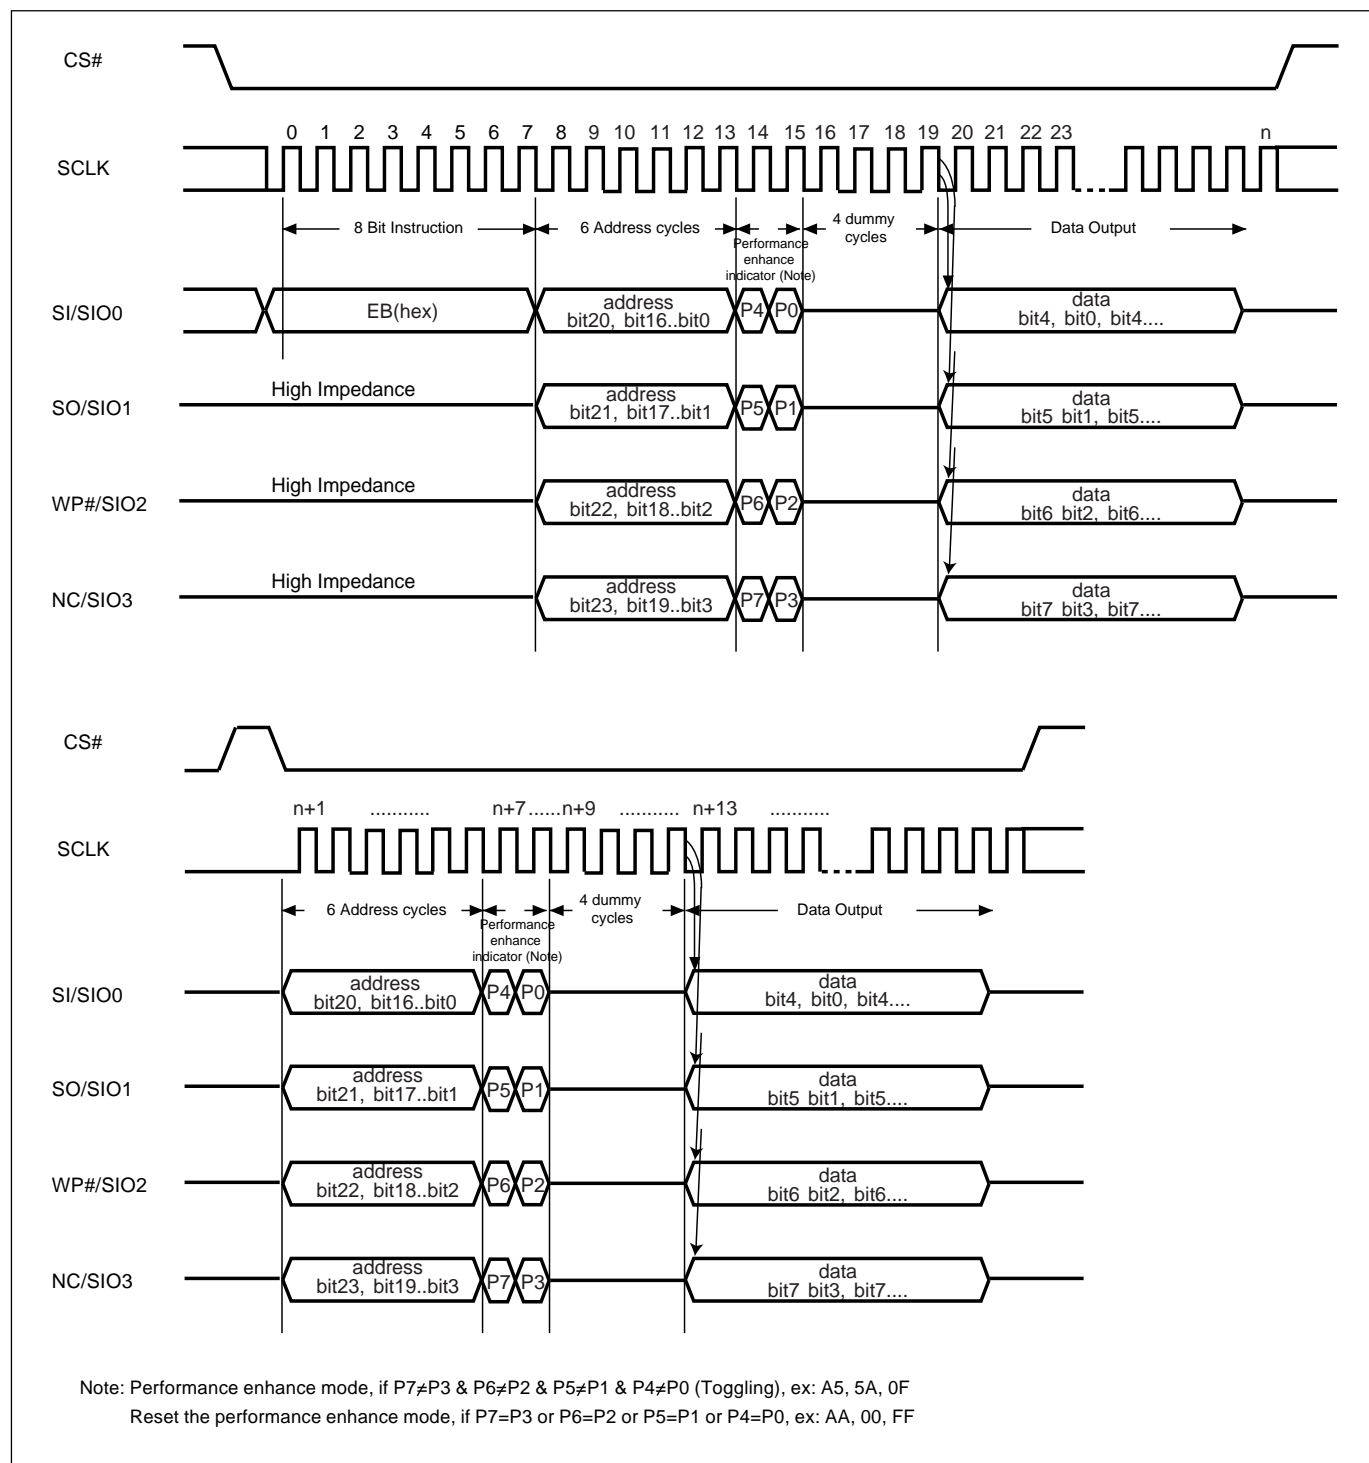 CS#
0 1 2 3 4 5 6 7 8 9 10 11 12 13 14 15 16 17 18 19 20 21 22 23 n
SCLK
8 Bit Instruction
6 Address cycles
Performance
enhance
indicator (Note)
4 dummy
cycles
Data Output
SI/SIO0
EB(hex)
address
bit20, bit16..bit0
P4 P0
data
bit4, bit0, bit4....
High Impedance
SO/SIO1
address
bit21, bit17..bit1
P5 P1
data
bit5 bit1, bit5....
High Impedance
WP#/SIO2
address
bit22, bit18..bit2
P6 P2
data
bit6 bit2, bit6....
High Impedance
NC/SIO3
address
bit23, bit19..bit3
P7 P3
data
bit7 bit3, bit7....
CS#
n+1 ........... n+7 ......n+9 ........... n+13 ...........
SCLK
6 Address cycles
Performance
enhance
indicator (Note)
4 dummy
cycles
Data Output
SI/SIO0
address
bit20, bit16..bit0
P4 P0
data
bit4, bit0, bit4....
SO/SIO1
address
bit21, bit17..bit1
P5 P1
data
bit5 bit1, bit5....
WP#/SIO2
address
bit22, bit18..bit2
P6 P2
data
bit6 bit2, bit6....
NC/SIO3
address
bit23, bit19..bit3
P7 P3
data
bit7 bit3, bit7....
Note: Performance enhance mode, if P7≠P3 & P6≠P2 & P5≠P1 & P4≠P0 (Toggling), ex: A5, 5A, 0F
Reset the performance enhance mode, if P7=P3 or P6=P2 or P5=P1 or P4=P0, ex: AA, 00, FF